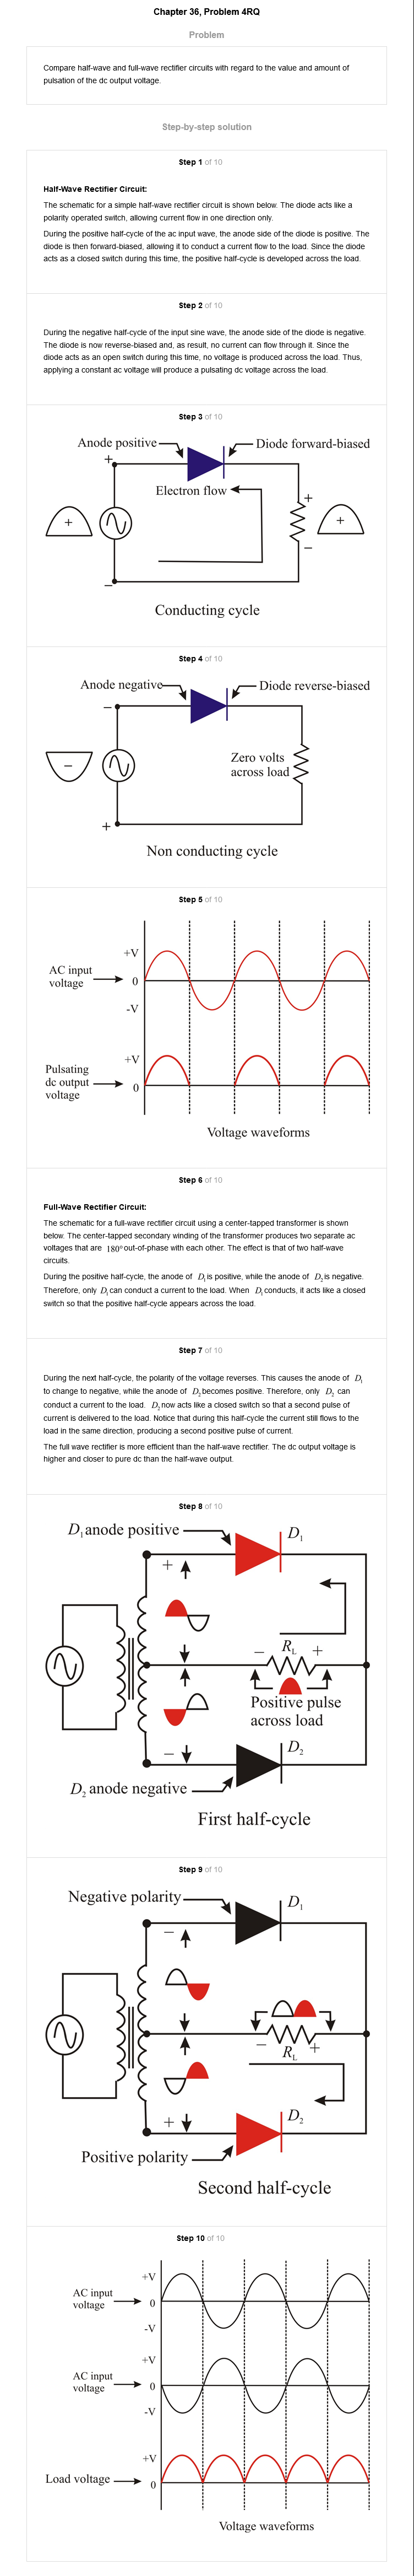 Chapter 36, Problem 4RQ
Problem
Compare half-wave and full-wave rectifier circuits with regard to the value and amount of
pulsation of the dc output voltage.
Step-by-step solution
Step 1 of 10
Half-Wave Rectifier Circuit:
The schematic for a simple half-wave rectifier circuit is shown below. The diode acts like a
polarity operated switch, allowing current flow in one direction only.
During the positive half-cycle of the ac input wave, the anode side of the diode is positive. The
diode is then forward-biased, allowing it to conduct a current flow to the load. Since the diode
acts as a closed switch during this time, the positive half-cycle is developed across the load.
Step 2 of 10
During the negative half-cycle of the input sine wave, the anode side of the diode is negative.
The diode is now reverse-biased and, as result, no current can flow through it. Since the
diode acts as an open switch during this time, no voltage is produced across the load. Thus,
applying a constant ac voltage will produce a pulsating dc voltage across the load.
Step 3 of 10
Anode positive
Diode forward-biased
+
Electron flow
+
+
+
−
−
Conducting cycle
Step 4 of 10
Anode negative
Diode reverse-biased
−
−
Zero volts
across load
+
Non conducting cycle
Step 5 of 10
+V
AC input
voltage
0
-V
+V
Pulsating
dc output
voltage
0
Voltage waveforms
Step 6 of 10
Full-Wave Rectifier Circuit:
The schematic for a full-wave rectifier circuit using a center-tapped transformer is shown
below. The center-tapped secondary winding of the transformer produces two separate ac
voltages that are 180° out-of-phase with each other. The effect is that of two half-wave
circuits.
During the positive half-cycle, the anode of D₁ is positive, while the anode of D₂ is negative.
Therefore, only D₁ can conduct a current to the load. When D₁ conducts, it acts like a closed
switch so that the positive half-cycle appears across the load.
Step 7 of 10
During the next half-cycle, the polarity of the voltage reverses. This causes the anode of D₁
to change to negative, while the anode of D₂ becomes positive. Therefore, only D₂ can
conduct a current to the load. D₂ now acts like a closed switch so that a second pulse of
current is delivered to the load. Notice that during this half-cycle the current still flows to the
load in the same direction, producing a second positive pulse of current.
The full wave rectifier is more efficient than the half-wave rectifier. The dc output voltage is
higher and closer to pure dc than the half-wave output.
Step 8 of 10
D₁ anode positive
D₁
+
− R_L +
Positive pulse
across load
−
D₂
D₂ anode negative
First half-cycle
Step 9 of 10
Negative polarity
D₁
−
− R_L +
+
D₂
Positive polarity
Second half-cycle
Step 10 of 10
+V
AC input
voltage
0
-V
+V
AC input
voltage
0
-V
+V
Load voltage
0
Voltage waveforms